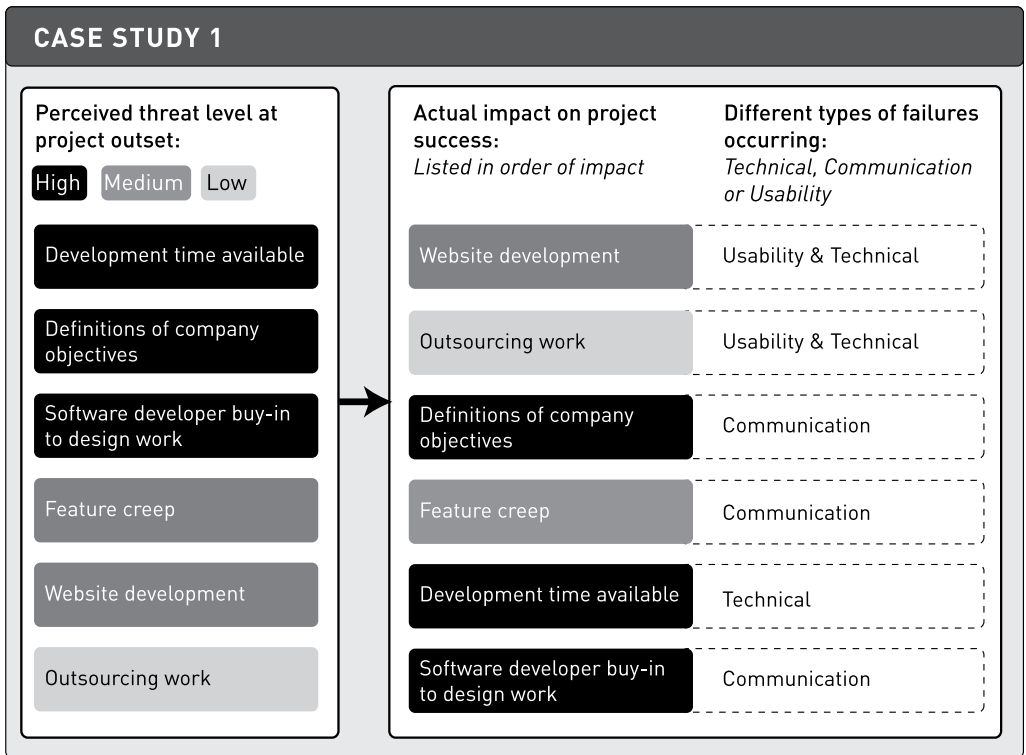 CASE STUDY 1
Perceived threat level at
project outset:
High Medium Low
Development time available
Definitions of company
objectives
Software developer buy-in
to design work
Feature creep
Website development
Outsourcing work
Actual impact on project
success:
Listed in order of impact
Different types of failures
occurring:
Technical, Communication
or Usability
Website development
Usability & Technical
Outsourcing work
Usability & Technical
Definitions of company
objectives
Communication
Feature creep
Communication
Development time available
Technical
Software developer buy-in
to design work
Communication